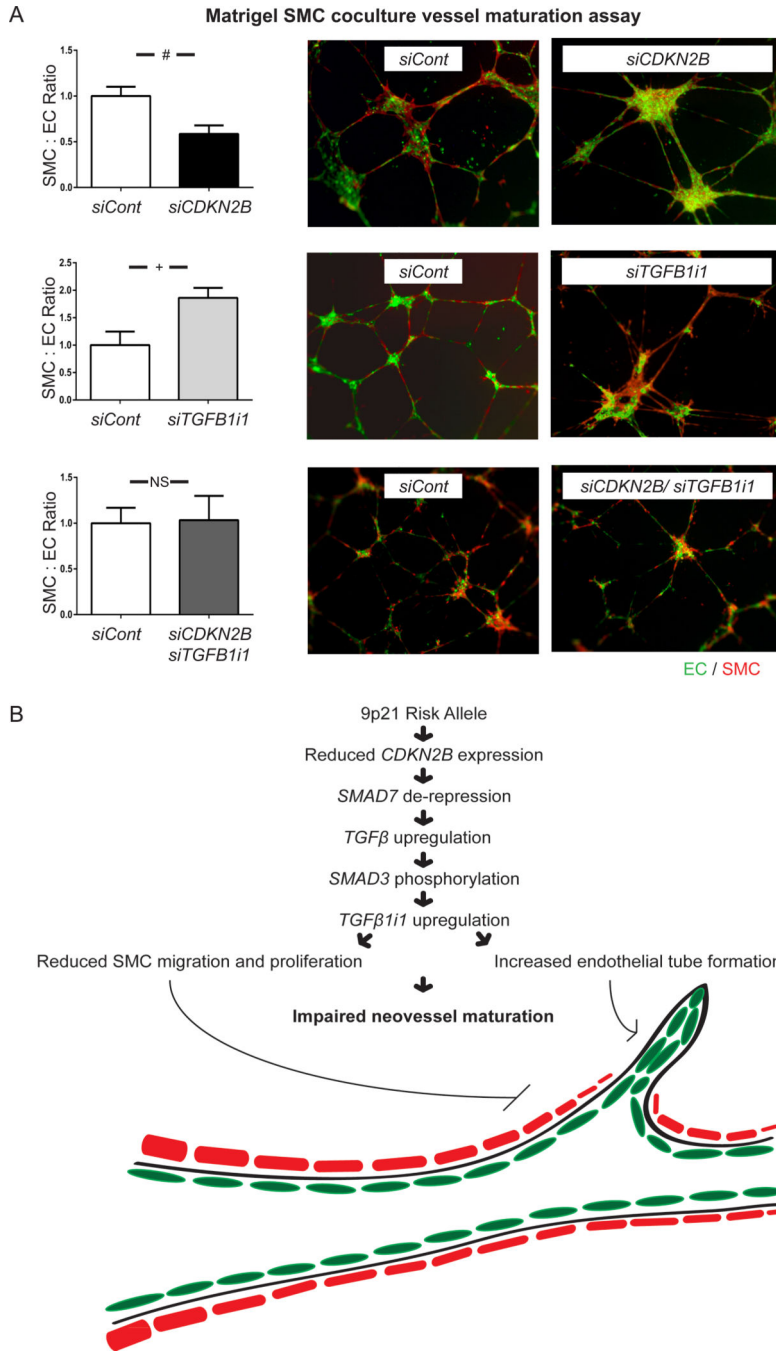 A
Matrigel SMC coculture vessel maturation assay
SMC : EC Ratio
1.5
1.0
0.5
0.0
#
siCont
siCDKN2B
siCont
siCDKN2B
SMC : EC Ratio
2.5
2.0
1.5
1.0
0.5
0.0
+
siCont
siTGFB1i1
siCont
siTGFB1i1
SMC : EC Ratio
1.5
1.0
0.5
0.0
NS
siCont
siCDKN2B
siTGFB1i1
siCont
siCDKN2B/ siTGFB1i1
EC / SMC
B
9p21 Risk Allele
Reduced CDKN2B expression
SMAD7 de-repression
TGFβ upregulation
SMAD3 phosphorylation
TGFβ1i1 upregulation
Reduced SMC migration and proliferation
Increased endothelial tube formation
Impaired neovessel maturation